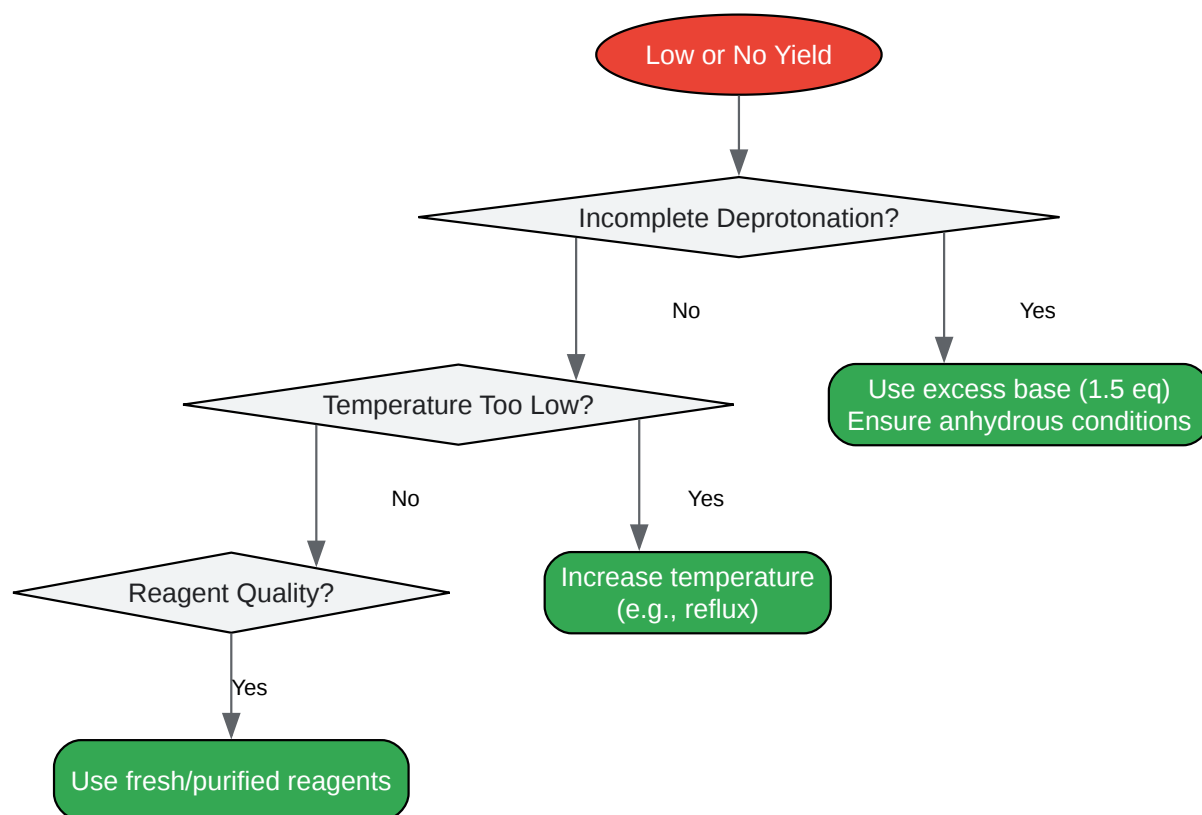 Low or No Yield
Incomplete Deprotonation?
No
Yes
Temperature Too Low?
Use excess base (1.5 eq)
Ensure anhydrous conditions
No
Yes
Reagent Quality?
Increase temperature
(e.g., reflux)
Yes
Use fresh/purified reagents